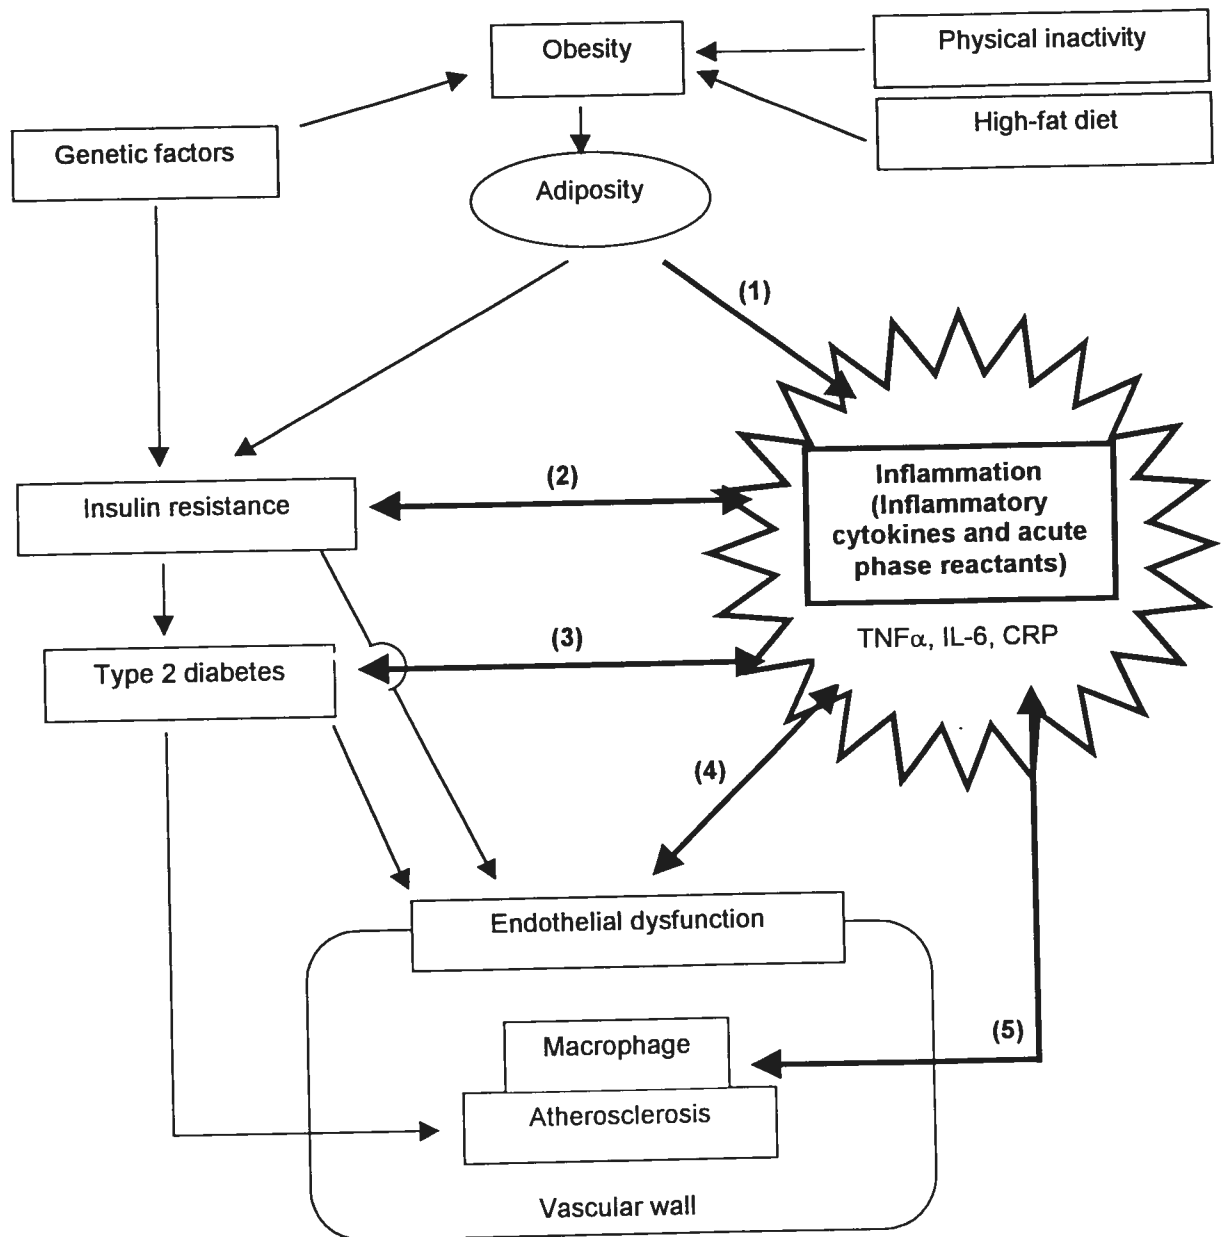 Obesity
Physical inactivity
High-fat diet
Genetic factors
Adiposity
(1)
(2)
Insulin resistance
Inflammation
(Inflammatory
cytokines and acute
phase reactants)
TNFα, IL-6, CRP
(3)
Type 2 diabetes
(4)
Endothelial dysfunction
(5)
Macrophage
Atherosclerosis
Vascular wall